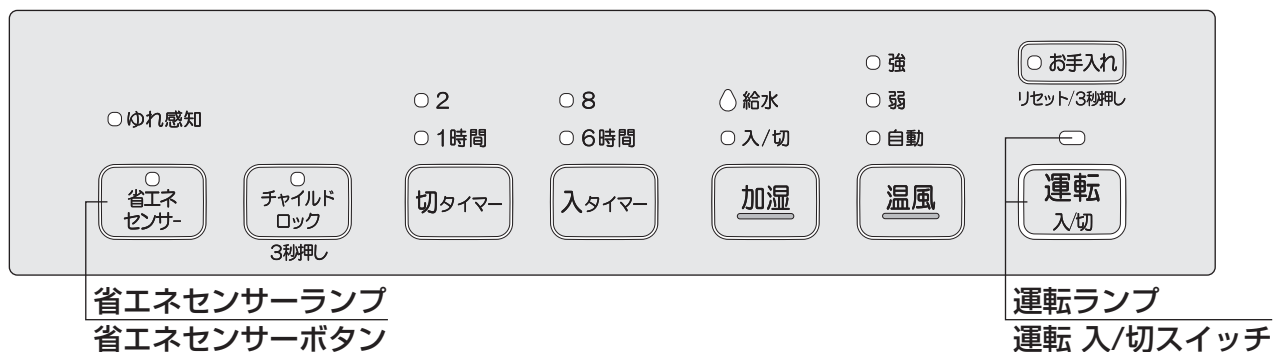 強
お手入れ
2
8
給水
弱
リセット/3秒押し
ゆれ感知
1時間
6時間
入/切
自動
省エネ
センサー
チャイルド
ロック
切タイマー
入タイマー
加湿
温風
運転
入/切
3秒押し
省エネセンサーランプ
省エネセンサーボタン
運転ランプ
運転 入/切スイッチ